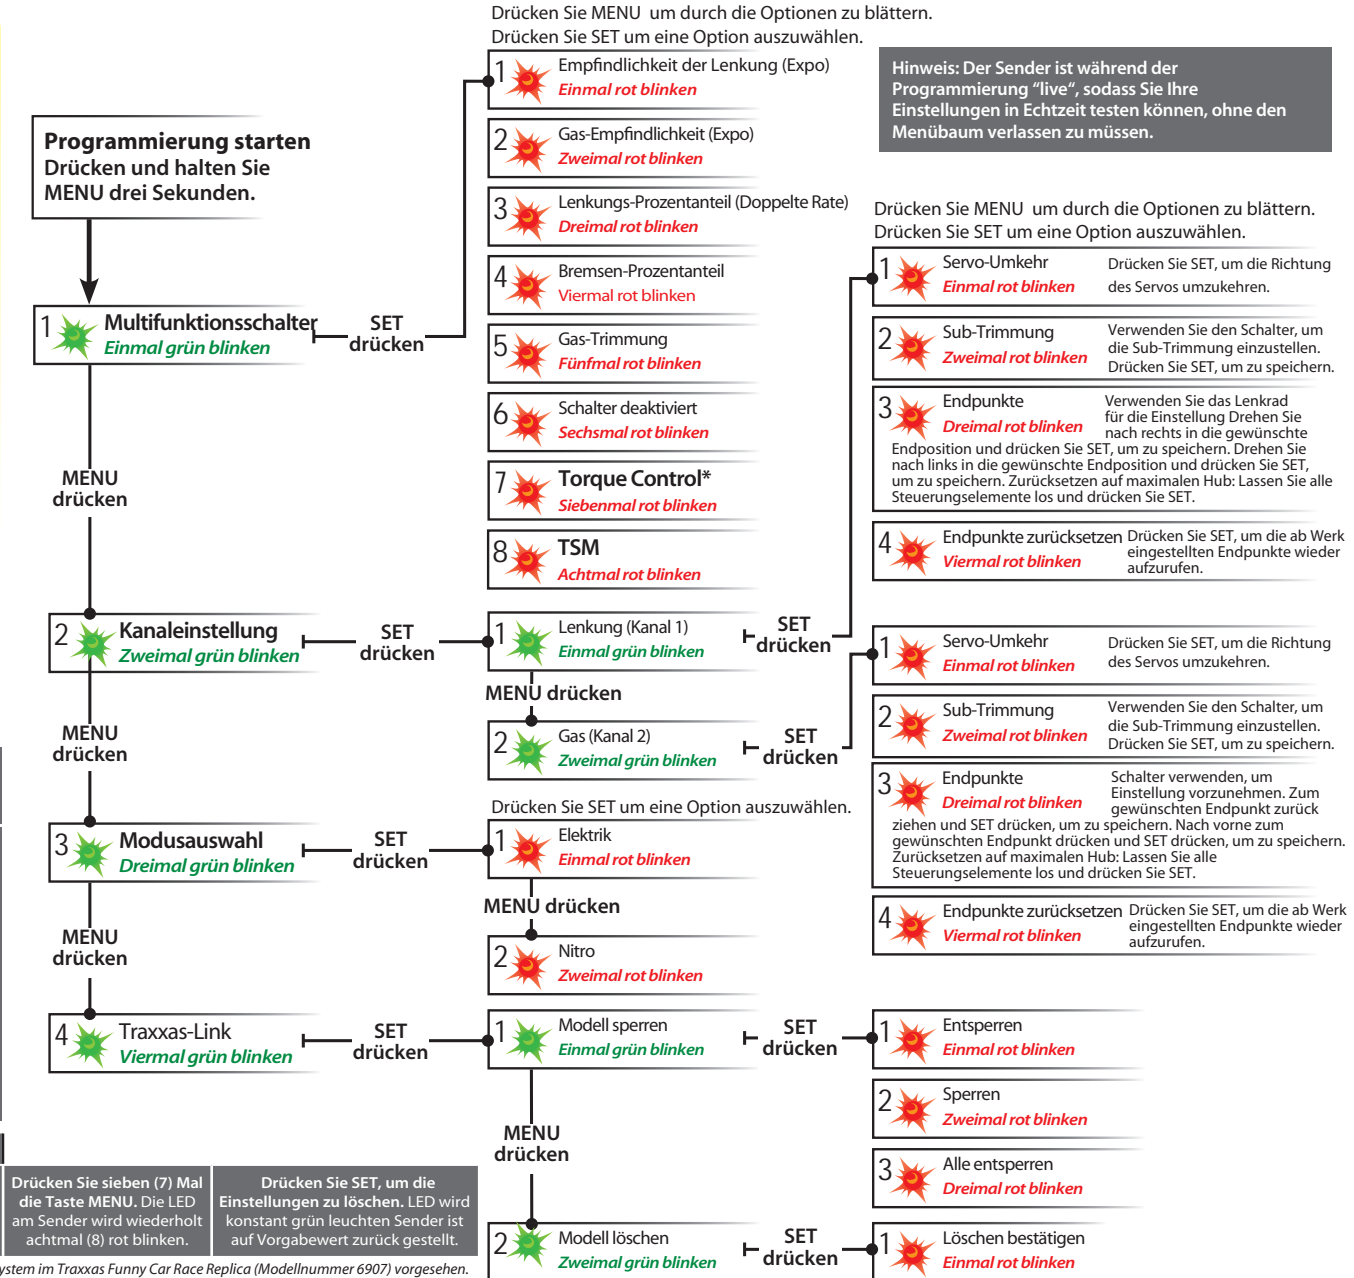 Drücken Sie MENU um durch die Optionen zu blättern.
Drücken Sie SET um eine Option auszuwählen.
Hinweis: Der Sender ist während der
Programmierung "live“, sodass Sie Ihre
Einstellungen in Echtzeit testen können, ohne den
Menübaum verlassen zu müssen.
Programmierung starten
Drücken und halten Sie
MENU drei Sekunden.
1 Multifunktionsschalter
Einmal grün blinken
SET
drücken
1 Empfindlichkeit der Lenkung (Expo)
Einmal rot blinken
2 Gas-Empfindlichkeit (Expo)
Zweimal rot blinken
3 Lenkungs-Prozentanteil (Doppelte Rate)
Dreimal rot blinken
4 Bremsen-Prozentanteil
Viermal rot blinken
5 Gas-Trimmung
Fünfmal rot blinken
6 Schalter deaktiviert
Sechsmal rot blinken
7 Torque Control*
Siebenmal rot blinken
8 TSM
Achtmal rot blinken
MENU
drücken
2 Kanaleinstellung
Zweimal grün blinken
SET
drücken
1 Lenkung (Kanal 1)
Einmal grün blinken
SET
drücken
Drücken Sie MENU um durch die Optionen zu blättern.
Drücken Sie SET um eine Option auszuwählen.
1 Servo-Umkehr
Einmal rot blinken
Drücken Sie SET, um die Richtung
des Servos umzukehren.
2 Sub-Trimmung
Zweimal rot blinken
Verwenden Sie den Schalter, um
die Sub-Trimmung einzustellen.
Drücken Sie SET, um zu speichern.
3 Endpunkte
Dreimal rot blinken
Verwenden Sie das Lenkrad
für die Einstellung Drehen Sie
nach rechts in die gewünschte
Endposition und drücken Sie SET, um zu speichern. Drehen Sie
nach links in die gewünschte Endposition und drücken Sie SET,
um zu speichern. Zurücksetzen auf maximalen Hub: Lassen Sie alle
Steuerungselemente los und drücken Sie SET.
4 Endpunkte zurücksetzen
Viermal rot blinken
Drücken Sie SET, um die ab Werk
eingestellten Endpunkte wieder
aufzurufen.
MENU drücken
2 Gas (Kanal 2)
Zweimal grün blinken
SET
drücken
1 Servo-Umkehr
Einmal rot blinken
Drücken Sie SET, um die Richtung
des Servos umzukehren.
2 Sub-Trimmung
Zweimal rot blinken
Verwenden Sie den Schalter, um
die Sub-Trimmung einzustellen.
Drücken Sie SET, um zu speichern.
3 Endpunkte
Dreimal rot blinken
Schalter verwenden, um
Einstellung vorzunehmen. Zum
gewünschten Endpunkt zurück
ziehen und SET drücken, um zu speichern. Nach vorne zum
gewünschten Endpunkt drücken und SET drücken, um zu speichern.
Zurücksetzen auf maximalen Hub: Lassen Sie alle
Steuerungselemente los und drücken Sie SET.
4 Endpunkte zurücksetzen
Viermal rot blinken
Drücken Sie SET, um die ab Werk
eingestellten Endpunkte wieder
aufzurufen.
MENU
drücken
3 Modusauswahl
Dreimal grün blinken
SET
drücken
Drücken Sie SET um eine Option auszuwählen.
1 Elektrik
Einmal rot blinken
MENU drücken
2 Nitro
Zweimal rot blinken
MENU
drücken
4 Traxxas-Link
Viermal grün blinken
SET
drücken
1 Modell sperren
Einmal grün blinken
SET
drücken
1 Entsperren
Einmal rot blinken
2 Sperren
Zweimal rot blinken
3 Alle entsperren
Dreimal rot blinken
MENU
drücken
2 Modell löschen
Zweimal grün blinken
SET
drücken
1 Löschen bestätigen
Einmal rot blinken
Drücken Sie sieben (7) Mal
die Taste MENU. Die LED
am Sender wird wiederholt
achtmal (8) rot blinken.
Drücken Sie SET, um die
Einstellungen zu löschen. LED wird
konstant grün leuchten Sender ist
auf Vorgabewert zurück gestellt.
im Traxxas Funny Car Race Replica (Modellnummer 6907) vorgesehen.